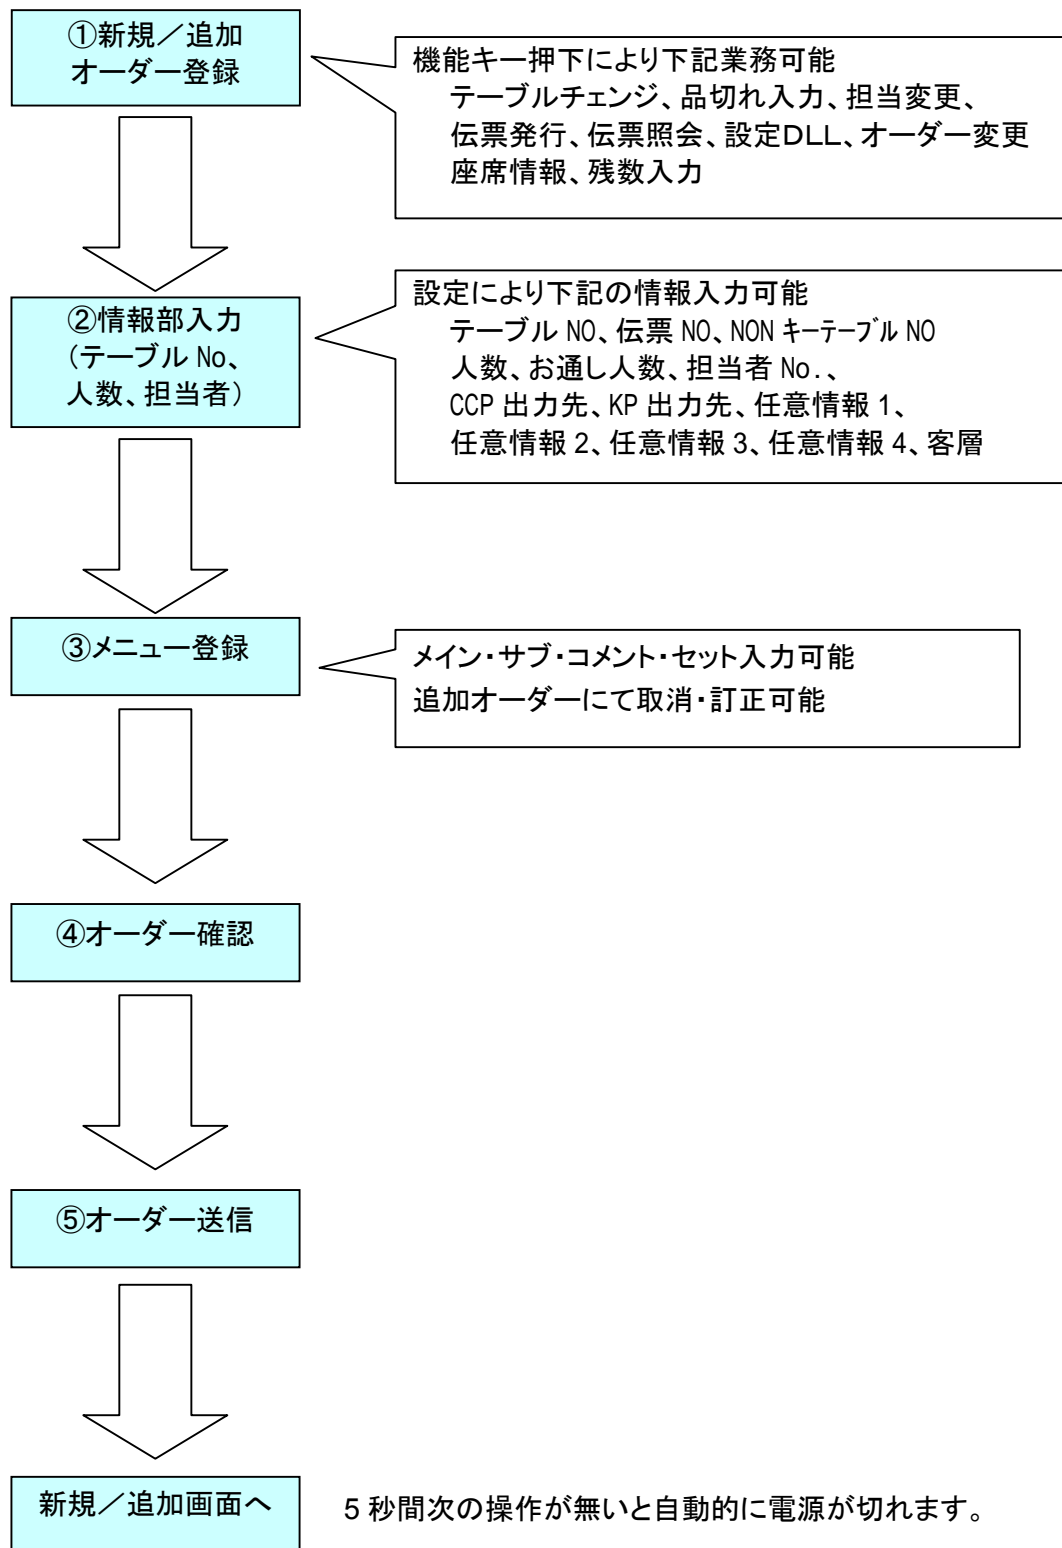 ①新規／追加
オーダー登録
機能キー押下により下記業務可能
テーブルチェンジ、品切れ入力、担当変更、
伝票発行、伝票照会、設定ＤＬＬ、オーダー変更
座席情報、残数入力
②情報部入力
（テーブル No、
人数、担当者）
設定により下記の情報入力可能
テーブル NO、伝票 NO、NON ｷｰﾃｰﾌﾞﾙ NO
人数、お通し人数、担当者 No.、
CCP 出力先、KP 出力先、任意情報 1、
任意情報 2、任意情報 3、任意情報 4、客層
③メニュー登録
メイン・サブ・コメント・セット入力可能
追加オーダーにて取消・訂正可能
④オーダー確認
⑤オーダー送信
新規／追加画面へ
5 秒間次の操作が無いと自動的に電源が切れます。